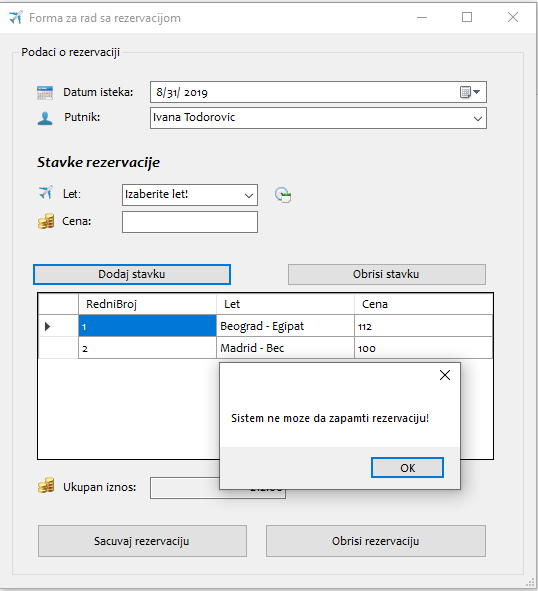 Forma za rad sa rezervacijom
Podaci o rezervaciji
Datum isteka: 8/31/ 2019
Putnik: Ivana Todorovic
Stavke rezervacije
Let: Izaberite let!
Cena:
Dodaj stavku Obrisi stavku
RedniBroj Let Cena
1 Beograd - Egipat 112
2 Madrid - Bec 100
Sistem ne moze da zapamti rezervaciju!
OK
Ukupan iznos:
Sacuvaj rezervaciju Obrisi rezervaciju